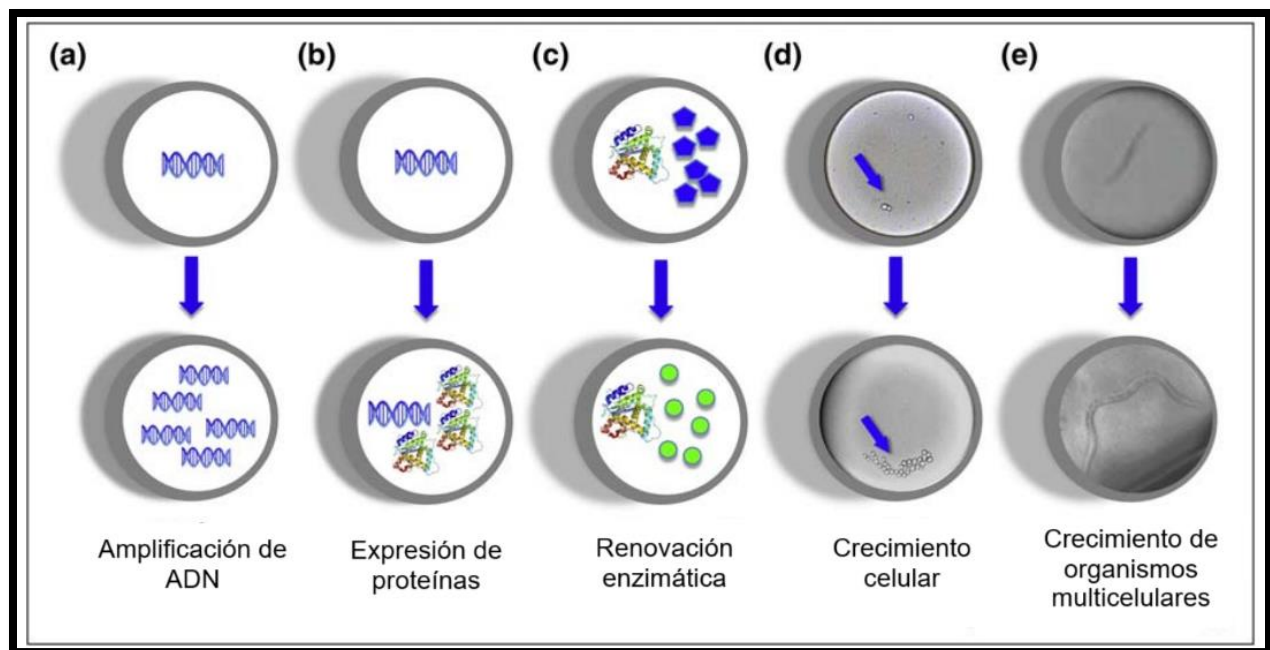 (a)
(b)
(c)
(d)
(e)
Amplificación de
ADN
Expresión de
proteínas
Renovación
enzimática
Crecimiento
celular
Crecimiento de
organismos
multicelulares